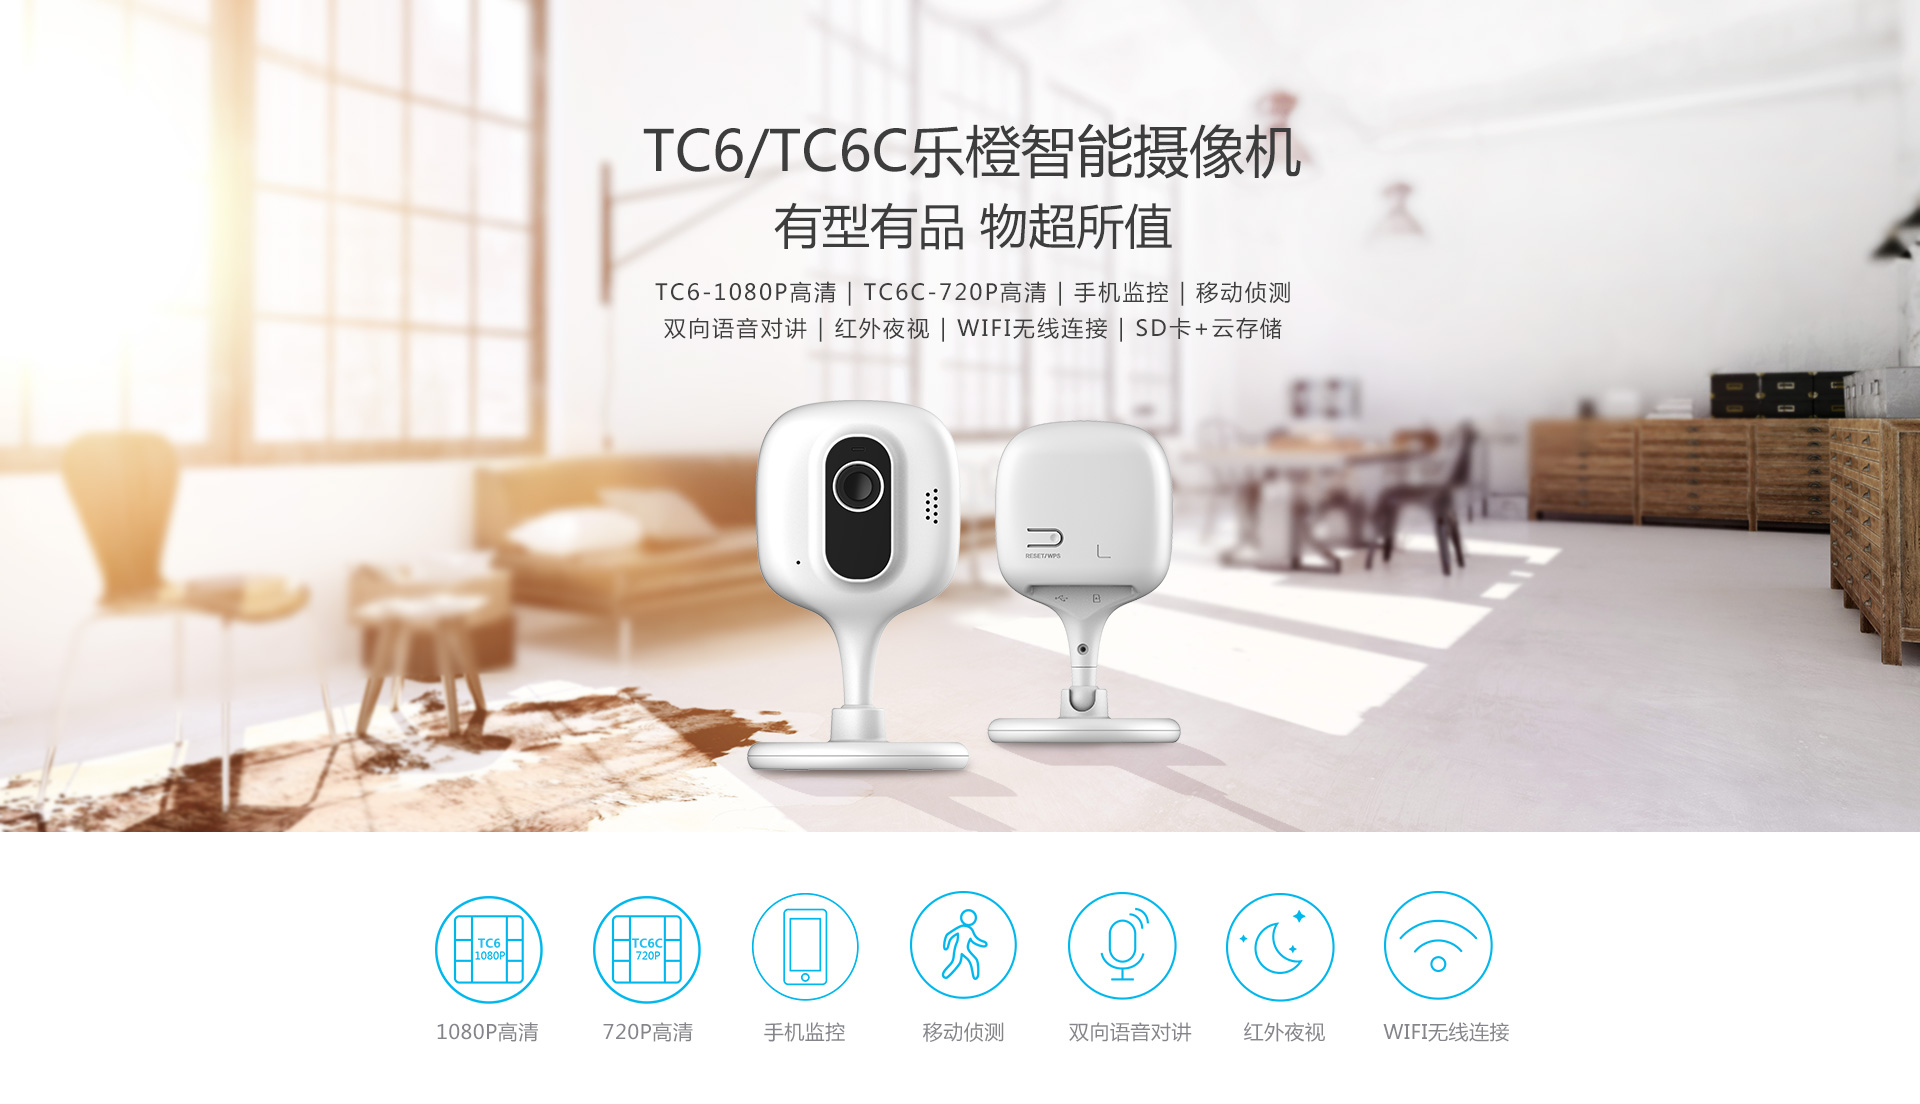 TC6/TC6C乐橙智能摄像机
有型有品 物超所值
TC6-1080P高清 | TC6C-720P高清 | 手机监控 | 移动侦测
双向语音对讲 | 红外夜视 | WIFI无线连接 | SD卡+云存储
RESET/WPS
TC6
1080P
TC6C
720P
1080P高清
720P高清
手机监控
移动侦测
双向语音对讲
红外夜视
WIFI无线连接